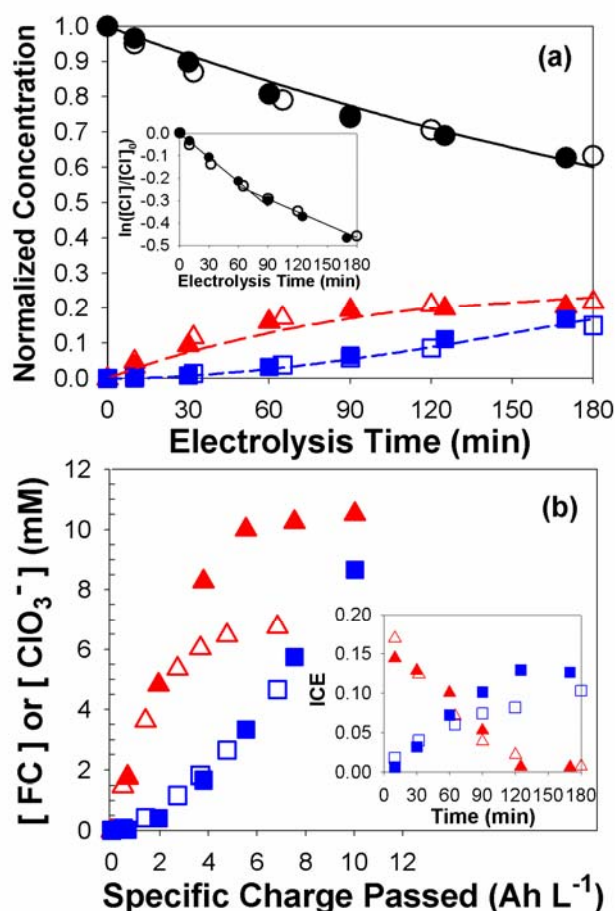 (a)
Normalized Concentration
1.0
0.9
0.8
0.7
0.6
0.5
0.4
0.3
0.2
0.1
0.0
0 30 60 90 120 150 180
Electrolysis Time (min)
ln([Cl⁻]/[Cl⁻]₀)
0.0
-0.1
-0.2
-0.3
-0.4
-0.5
0 30 60 90 120 150 180
Electrolysis Time (min)
(b)
[ FC ] or [ ClO₃⁻ ] (mM)
12
10
8
6
4
2
0
0 2 4 6 8 10 12
Specific Charge Passed (Ah L⁻¹)
ICE
0.20
0.15
0.10
0.05
0.00
0 30 60 90 120 150 180
Time (min)